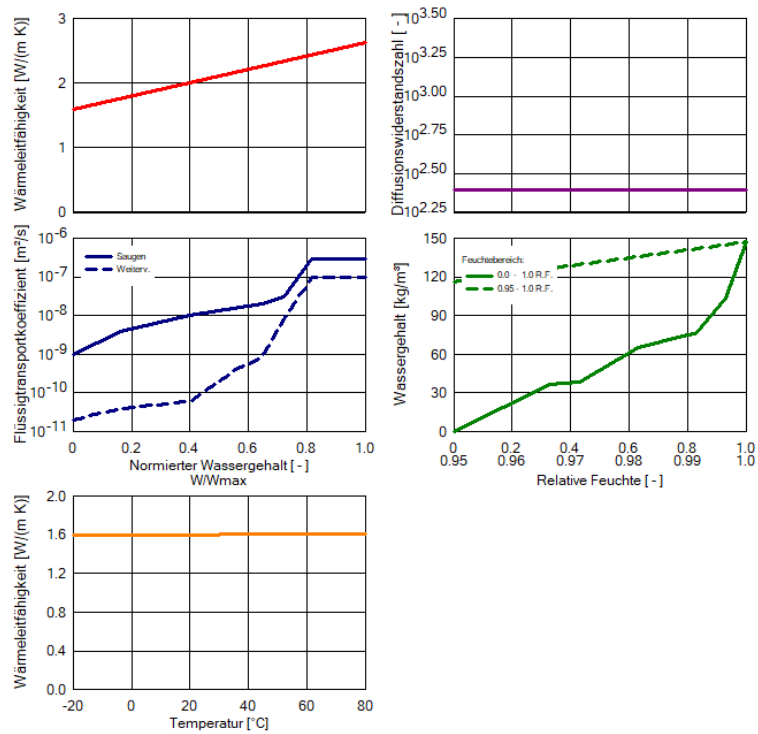 Wärmeleitfähigkeit [W/(m K)]
3
2
1
0
Diffusionswiderstandszahl [ - ]
10^3.50
10^3.25
10^3.00
10^2.75
10^2.50
10^2.25
Flüssigtransportkoeffizient [m²/s]
10^-6
10^-7
10^-8
10^-9
10^-10
10^-11
Saugen
Weiterv.
0 0.2 0.4 0.6 0.8 1.0
Normierter Wassergehalt [ - ]
W/Wmax
Wassergehalt [kg/m³]
150
120
90
60
30
0
Feuchtebereich:
0.0 - 1.0 R.F.
0.95 - 1.0 R.F.
0 0.2 0.4 0.6 0.8 1.0
0.95 0.96 0.97 0.98 0.99 1.0
Relative Feuchte [ - ]
Wärmeleitfähigkeit [W/(m K)]
2.0
1.6
1.2
0.8
0.4
0.0
-20 0 20 40 60 80
Temperatur [°C]